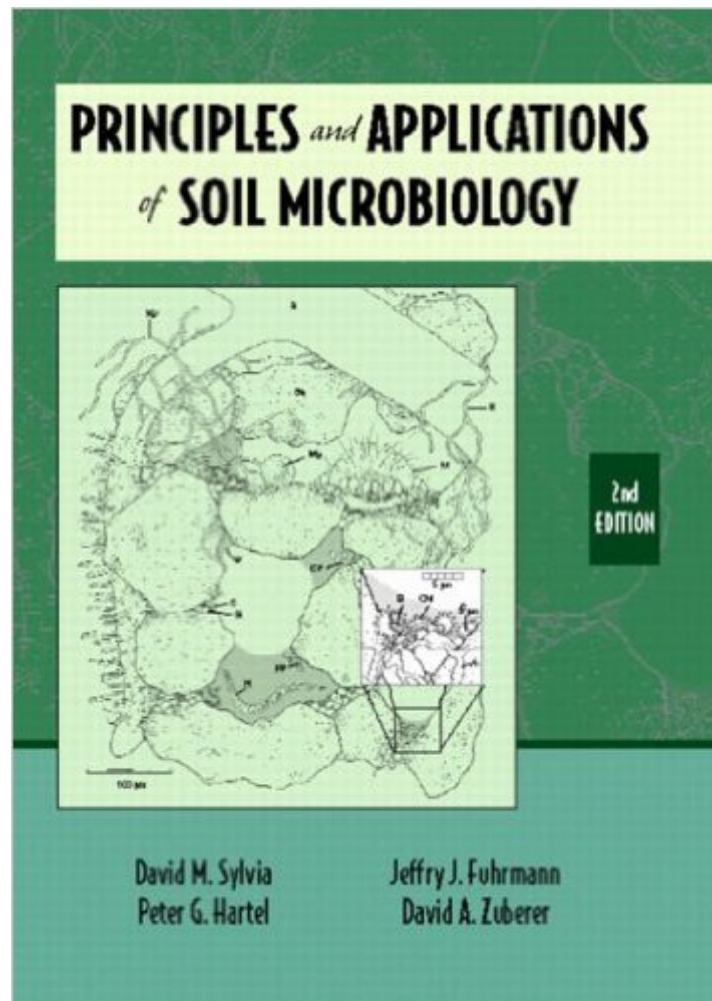 PRINCIPLES and APPLICATIONS
of SOIL MICROBIOLOGY
2nd
EDITION
David M. Sylvia
Jeffry J. Fuhrmann
Peter G. Hartel
David A. Zuberer